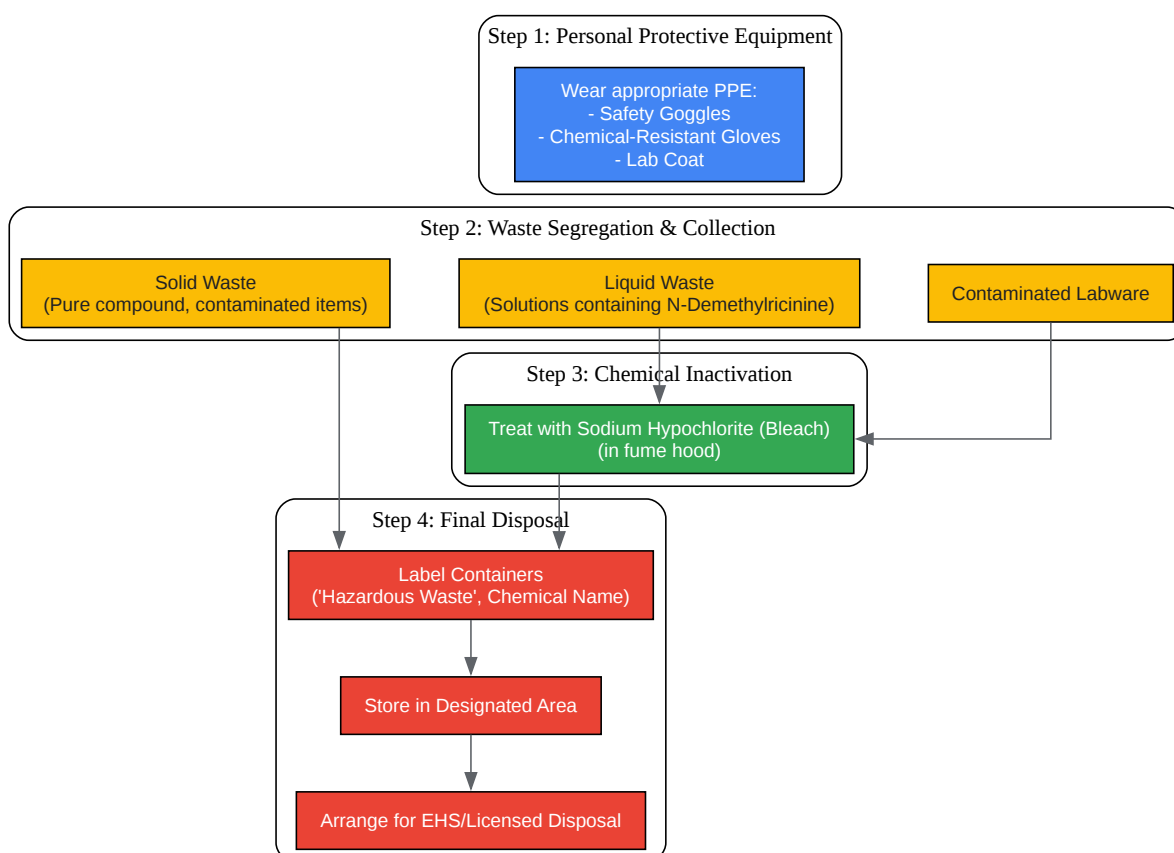 Step 1: Personal Protective Equipment
Wear appropriate PPE:
- Safety Goggles
- Chemical-Resistant Gloves
- Lab Coat
Step 2: Waste Segregation & Collection
Solid Waste
(Pure compound, contaminated items)
Liquid Waste
(Solutions containing N-Demethylricinine)
Contaminated Labware
Step 3: Chemical Inactivation
Treat with Sodium Hypochlorite (Bleach)
(in fume hood)
Step 4: Final Disposal
Label Containers
('Hazardous Waste', Chemical Name)
Store in Designated Area
Arrange for EHS/Licensed Disposal